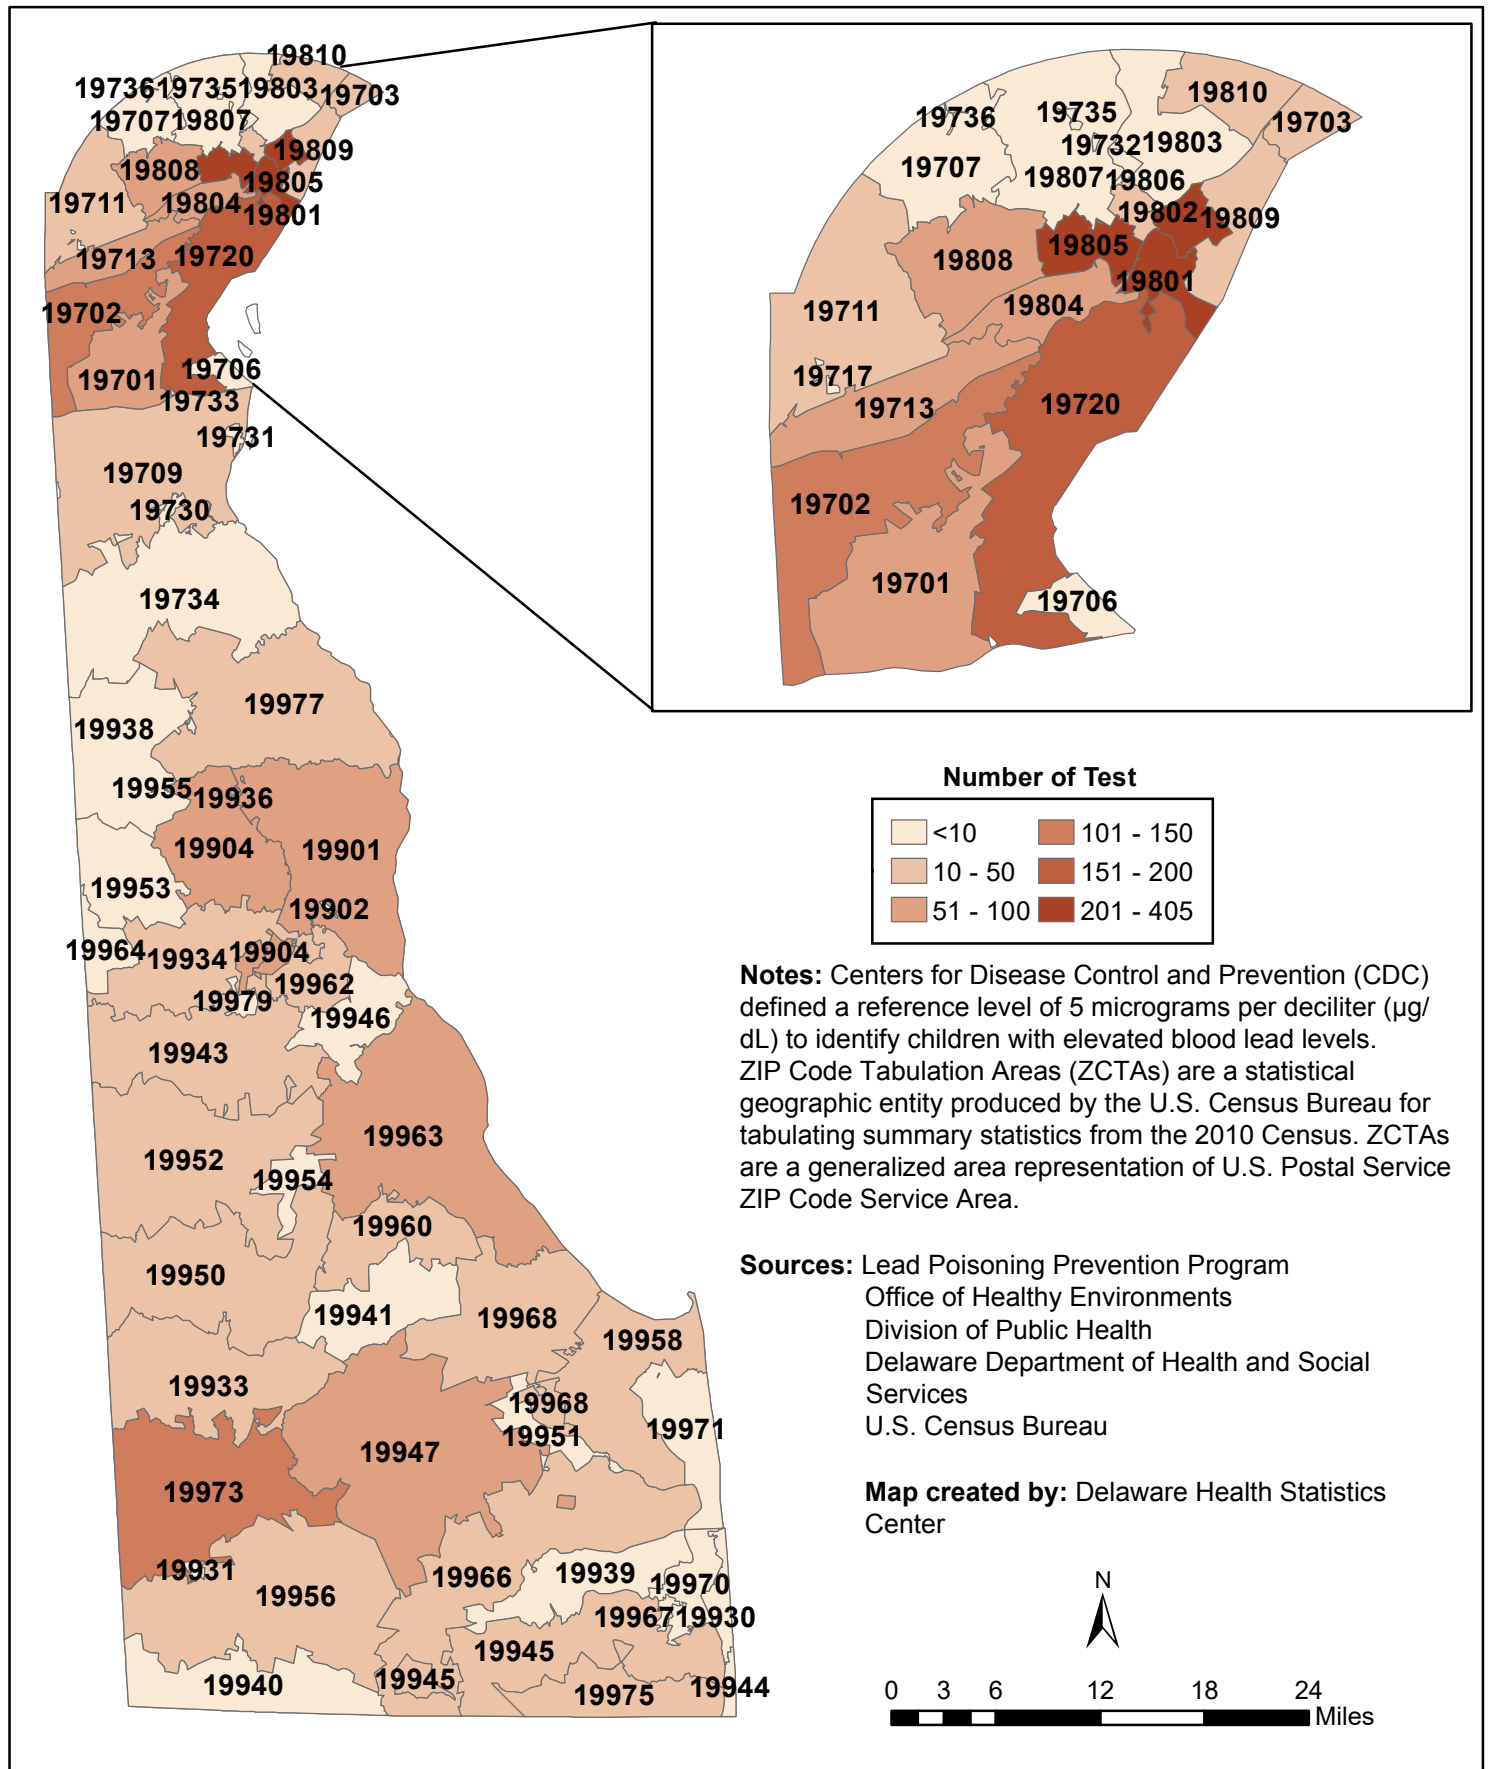 19810
19736 19735 19803 19703
19707 19807
19809
19808
19805
19711 19804
19801
19713 19720
19702
19701 19706
19733
19731
19709
19730
19734
19977
19938
19955 19936
19904 19901
19953
19902
19964 19934 19904
19962
19979
19946
19943
19963
19952
19954
19960
19950
19941 19968
19958
19933
19968
19971
19951
19947
19973
19931 19966 19939 19970
19956
19967 19930
19945
19940 19945 19975 19944
19810
19736 19735 19703
19732 19803
19707 19807 19806
19802 19809
19805
19808
19801
19711 19804
19717
19713 19720
19702
19701
19706
Number of Test
<10 101 - 150
10 - 50 151 - 200
51 - 100 201 - 405
Notes: Centers for Disease Control and Prevention (CDC)
defined a reference level of 5 micrograms per deciliter (µg/
dL) to identify children with elevated blood lead levels.
ZIP Code Tabulation Areas (ZCTAs) are a statistical
geographic entity produced by the U.S. Census Bureau for
tabulating summary statistics from the 2010 Census. ZCTAs
are a generalized area representation of U.S. Postal Service
ZIP Code Service Area.
Sources: Lead Poisoning Prevention Program
Office of Healthy Environments
Division of Public Health
Delaware Department of Health and Social
Services
U.S. Census Bureau
Map created by: Delaware Health Statistics
Center
N
0 3 6 12 18 24
Miles